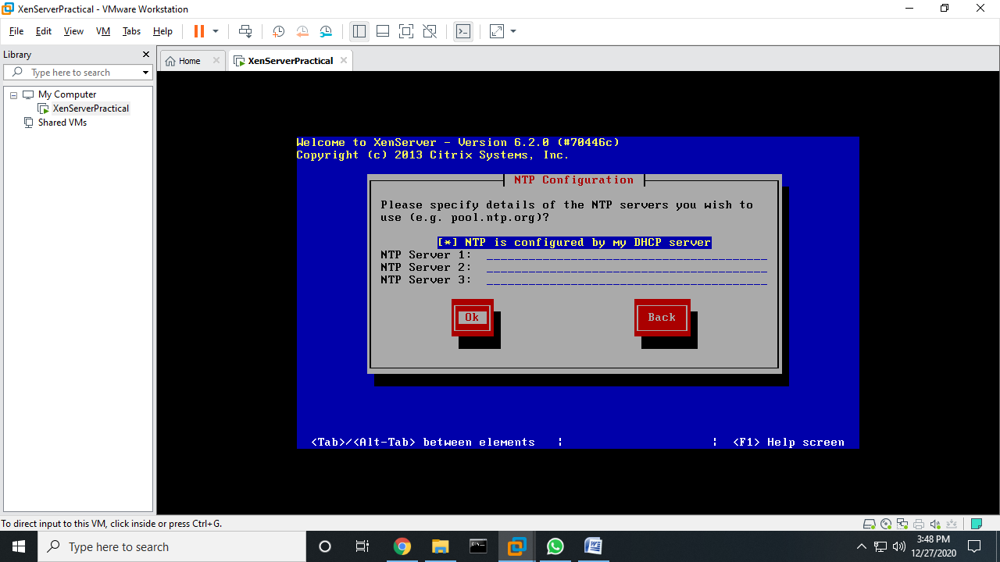 XenServerPractical - VMware Workstation
File Edit View VM Tabs Help
Library
Type here to search
My Computer
XenServerPractical
Shared VMs
Home
XenServerPractical
Welcome to XenServer - Version 6.2.0 (#70446c)
Copyright (c) 2013 Citrix Systems, Inc.
NTP Configuration
Please specify details of the NTP servers you wish to
use (e.g. pool.ntp.org)?
[*] NTP is configured by my DHCP server
NTP Server 1: ________________________________________
NTP Server 2: ________________________________________
NTP Server 3: ________________________________________
Ok Back
<Tab>/<Alt-Tab> between elements ¦ ¦ <F1> Help screen
To direct input to this VM, click inside or press Ctrl+G.
Type here to search
3:48 PM
12/27/2020